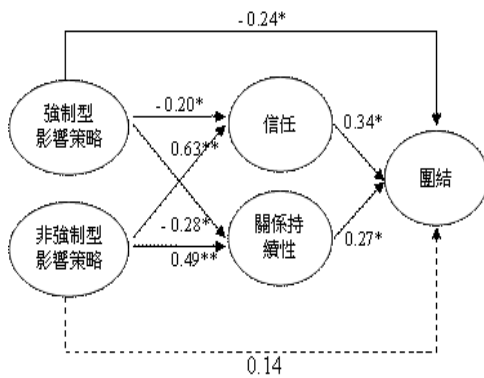 - 0.24*
強制型
影響策略
- 0.20*
信任
0.34*
0.63**
團結
非強制型
影響策略
- 0.28*
0.49**
關係持
續性
0.27*
0.14